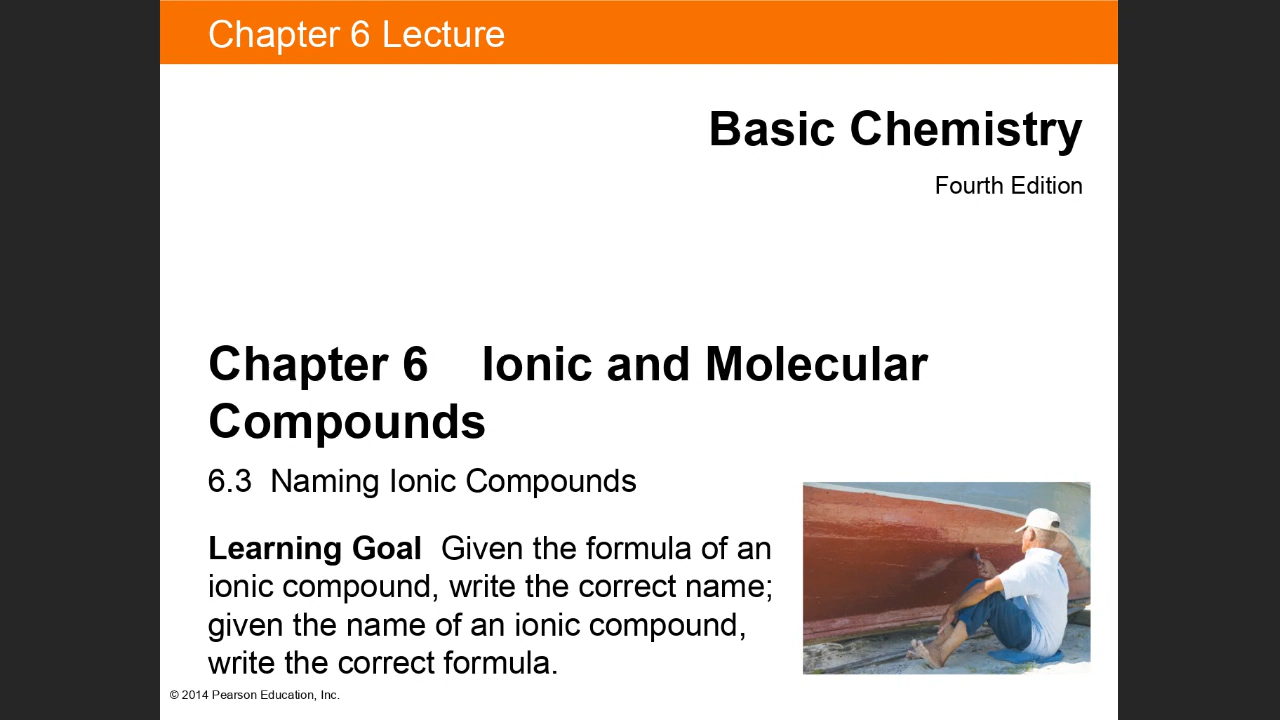 Chapter 6 Lecture
Basic Chemistry
Fourth Edition
Chapter 6    Ionic and Molecular
Compounds
6.3  Naming Ionic Compounds
Learning Goal  Given the formula of an
ionic compound, write the correct name;
given the name of an ionic compound,
write the correct formula.
© 2014 Pearson Education, Inc.